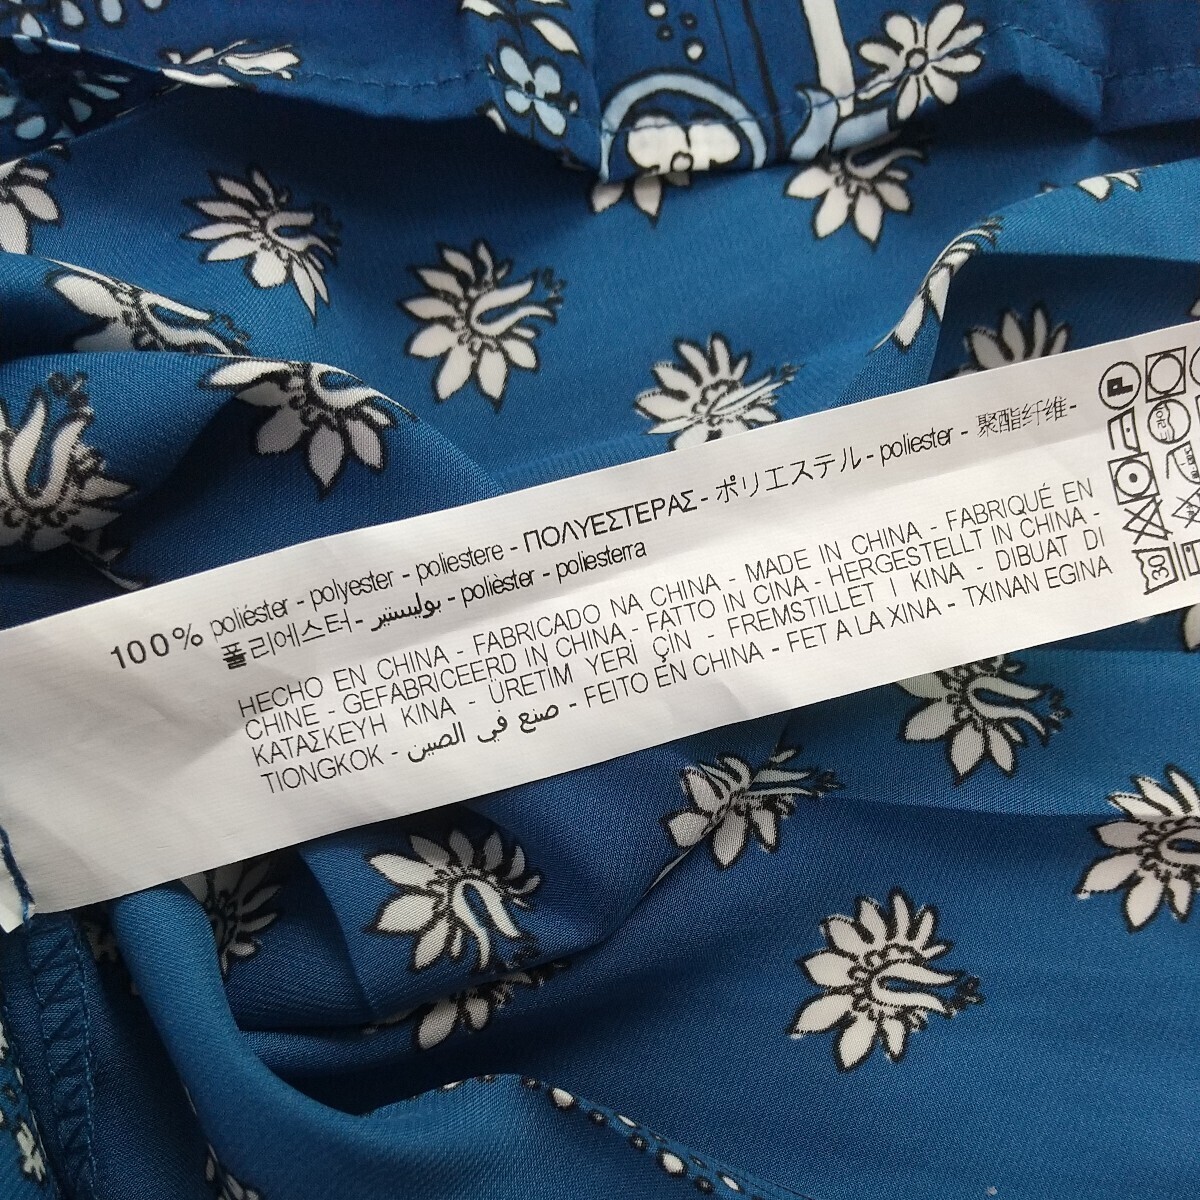 100% poliéster - polyester - poliestere - ΠΟΛΥΕΣΤΕΡΑΣ - ポリエステル - poliester - 聚酯纤维 -
폴리에스터 - بوليستير - polièster - poliesterra
HECHO EN CHINA - FABRICADO NA CHINA - MADE IN CHINA - FABRIQUÉ EN
CHINE - GEFABRICEERD IN CHINA - FATTO IN CINA - HERGESTELLT IN CHINA -
ΚΑΤΑΣΚΕΥΗ ΚΙΝΑ - ÜRETİM YERİ ÇİN - FREMSTILLET I KINA - DIBUAT DI
TIONGKOK - صنع في الصين - FEITO EN CHINA - FET A LA XINA - TXINAN EGINA
P
30